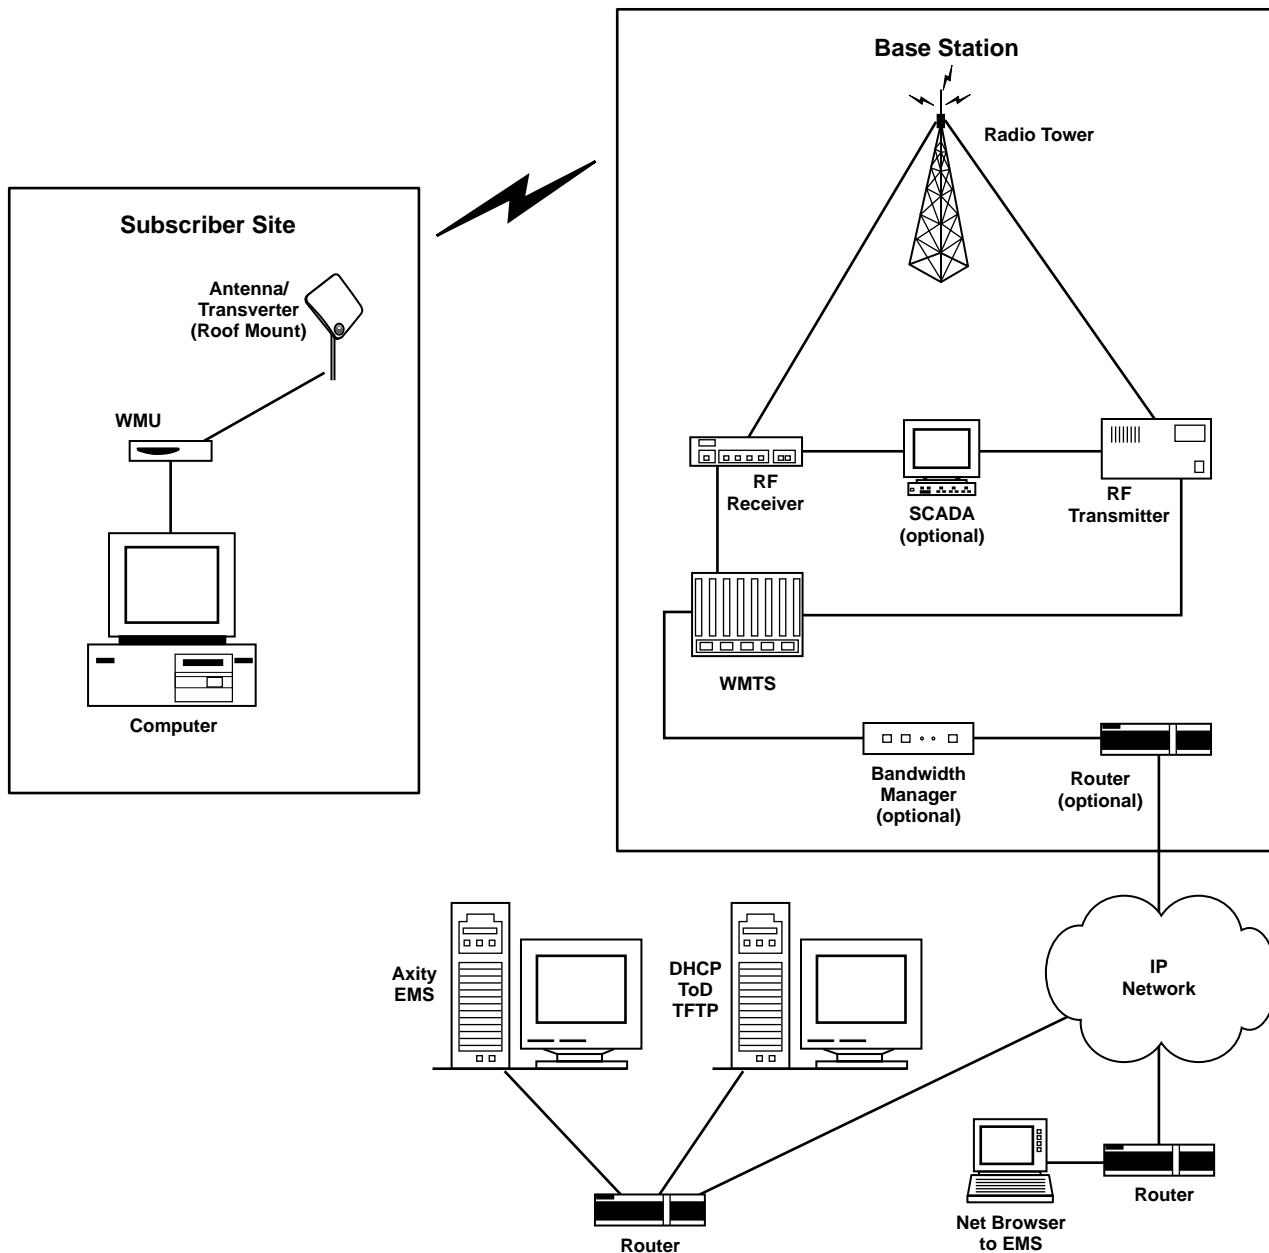 Base Station
Radio Tower
Subscriber Site
Antenna/
Transverter
(Roof Mount)
WMU
Computer
RF
Receiver
SCADA
(optional)
RF
Transmitter
WMTS
Bandwidth
Manager
(optional)
Router
(optional)
Axity
EMS
DHCP
ToD
TFTP
IP
Network
Router
Net Browser
to EMS
Router